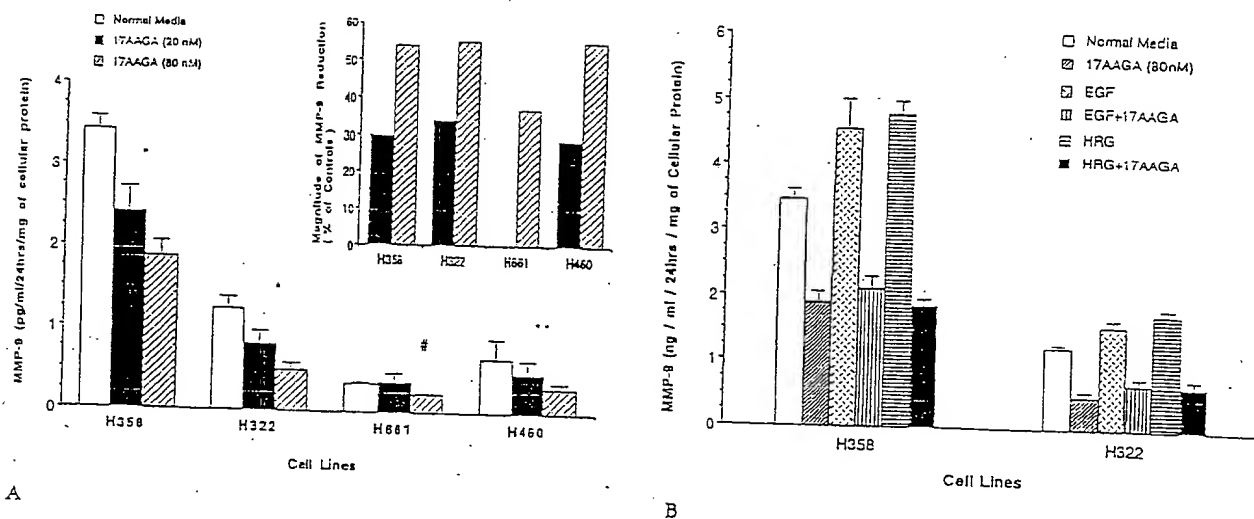 Normal Media
17AAGA (20 nM)
17AAGA (80 nM)
MMP-9 (pg/ml/24hrs/mg of cellular protein)
4
3
2
1
0
H358
H322
H661
H460
Cell Lines
A
Magnitude of MMP-9 Reduction
( % of Controls )
60
50
40
30
20
10
0
H358
H322
H661
H460
*
*
#
**
B
Normal Media
17AAGA (80nM)
EGF
EGF+17AAGA
HRG
HRG+17AAGA
MMP-9 (ng / ml / 24hrs / mg of Cellular Protein)
6
5
4
3
2
1
0
H358
H322
Cell Lines